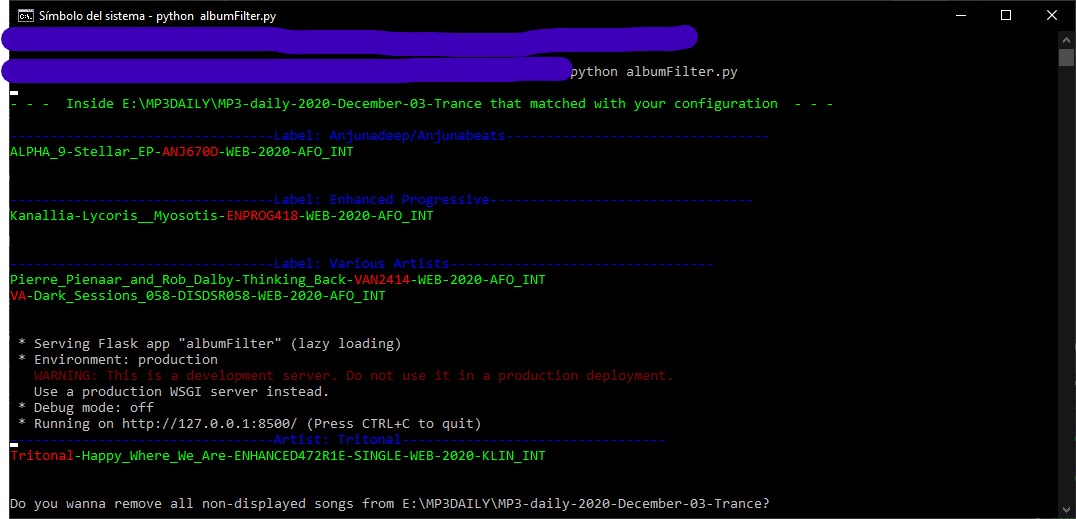 Símbolo del sistema - python  albumFilter.py
python albumFilter.py
- - -  Inside E:\MP3DAILY\MP3-daily-2020-December-03-Trance that matched with your configuration  - - -
---------------------------------Label: Anjunadeep/Anjunabeats---------------------------------
ALPHA_9-Stellar_EP-ANJ670D-WEB-2020-AFO_INT
---------------------------------Label: Enhanced Progressive---------------------------------
Kanallia-Lycoris__Myosotis-ENPROG418-WEB-2020-AFO_INT
---------------------------------Label: Various Artists---------------------------------
Pierre_Pienaar_and_Rob_Dalby-Thinking_Back-VAN2414-WEB-2020-AFO_INT
VA-Dark_Sessions_058-DISDSR058-WEB-2020-AFO_INT
* Serving Flask app "albumFilter" (lazy loading)
* Environment: production
WARNING: This is a development server. Do not use it in a production deployment.
Use a production WSGI server instead.
* Debug mode: off
* Running on http://127.0.0.1:8500/ (Press CTRL+C to quit)
---------------------------------Artist: Tritonal---------------------------------
Tritonal-Happy_Where_We_Are-ENHANCED472R1E-SINGLE-WEB-2020-KLIN_INT
Do you wanna remove all non-displayed songs from E:\MP3DAILY\MP3-daily-2020-December-03-Trance?